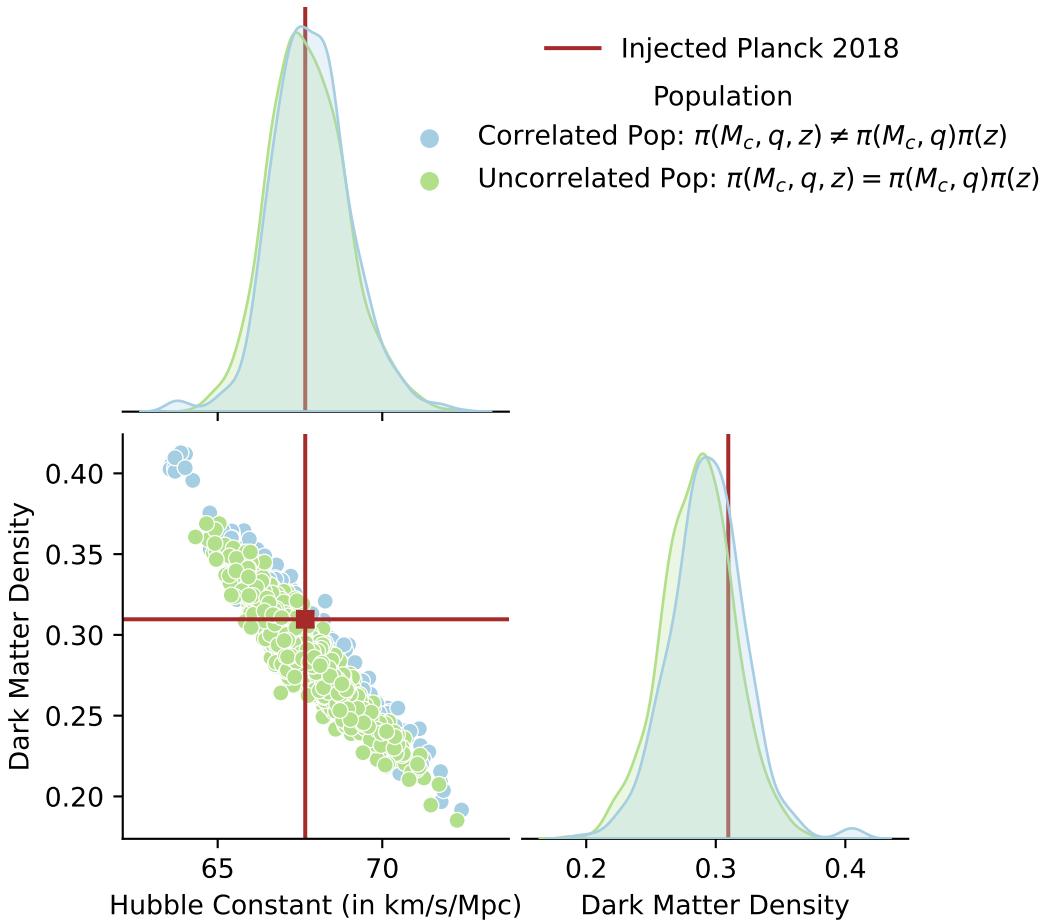 Injected Planck 2018
Population
Correlated Pop: π(M_c, q, z) ≠ π(M_c, q)π(z)
Uncorrelated Pop: π(M_c, q, z) = π(M_c, q)π(z)
0.40
0.35
0.30
0.25
0.20
Dark Matter Density
65 70
Hubble Constant (in km/s/Mpc)
0.2 0.3 0.4
Dark Matter Density